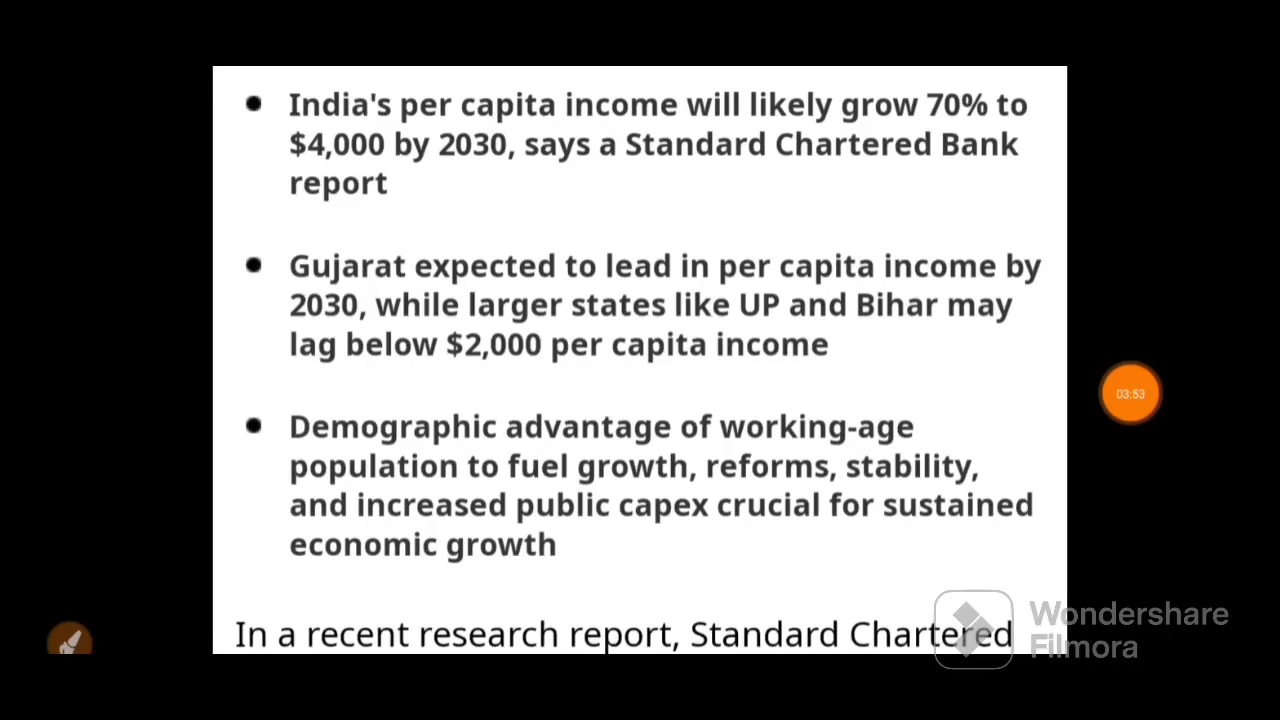 India's per capita income will likely grow 70% to
$4,000 by 2030, says a Standard Chartered Bank
report
Gujarat expected to lead in per capita income by
2030, while larger states like UP and Bihar may
lag below $2,000 per capita income
Demographic advantage of working-age
population to fuel growth, reforms, stability,
and increased public capex crucial for sustained
economic growth
In a recent research report, Standard Chartered
03:53
Wondershare
Filmora